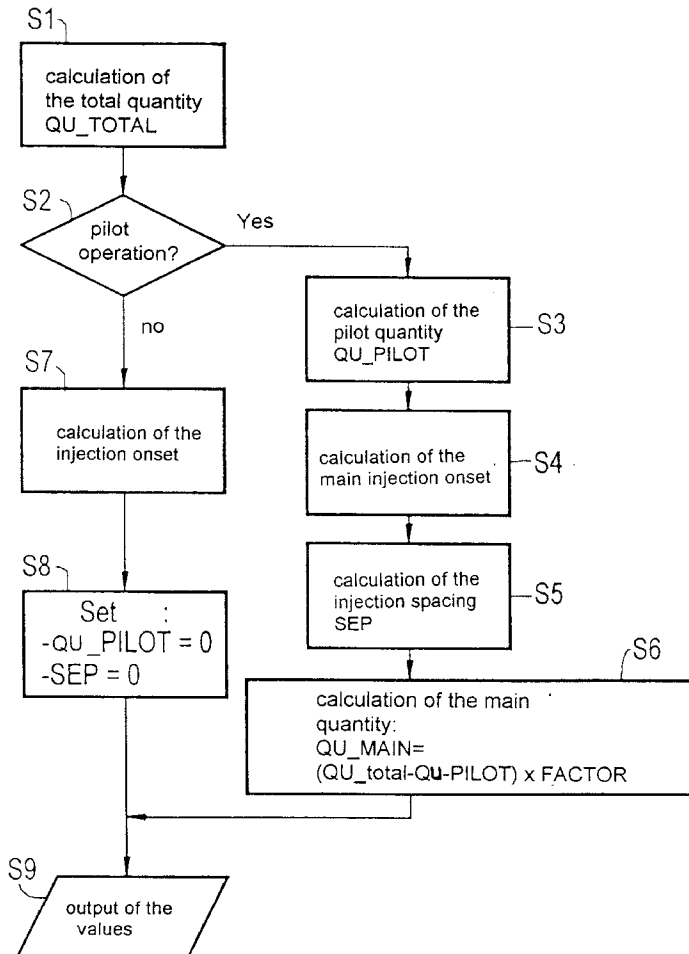 S1
calculation of
the total quantity
QU_TOTAL
S2
pilot
operation?
Yes
no
calculation of the
pilot quantity
QU_PILOT
S3
S7
calculation of the
injection onset
calculation of the
main injection onset
S4
calculation of the
injection spacing
SEP
S5
S8
Set :
-QU_PILOT = 0
-SEP = 0
S6
calculation of the main
quantity:
QU_MAIN=
(QU_total-Qu-PILOT) x FACTOR
S9
output of the
values